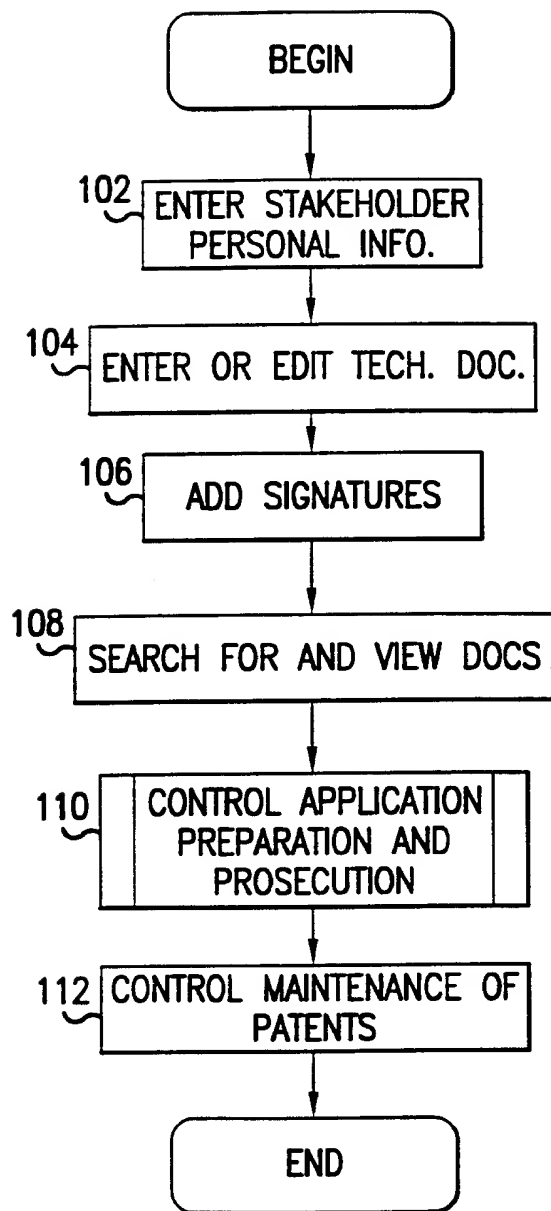 BEGIN
102
ENTER STAKEHOLDER
PERSONAL INFO.
104
ENTER OR EDIT TECH. DOC.
106
ADD SIGNATURES
108
SEARCH FOR AND VIEW DOCS.
110
CONTROL APPLICATION
PREPARATION AND
PROSECUTION
112
CONTROL MAINTENANCE OF
PATENTS
END